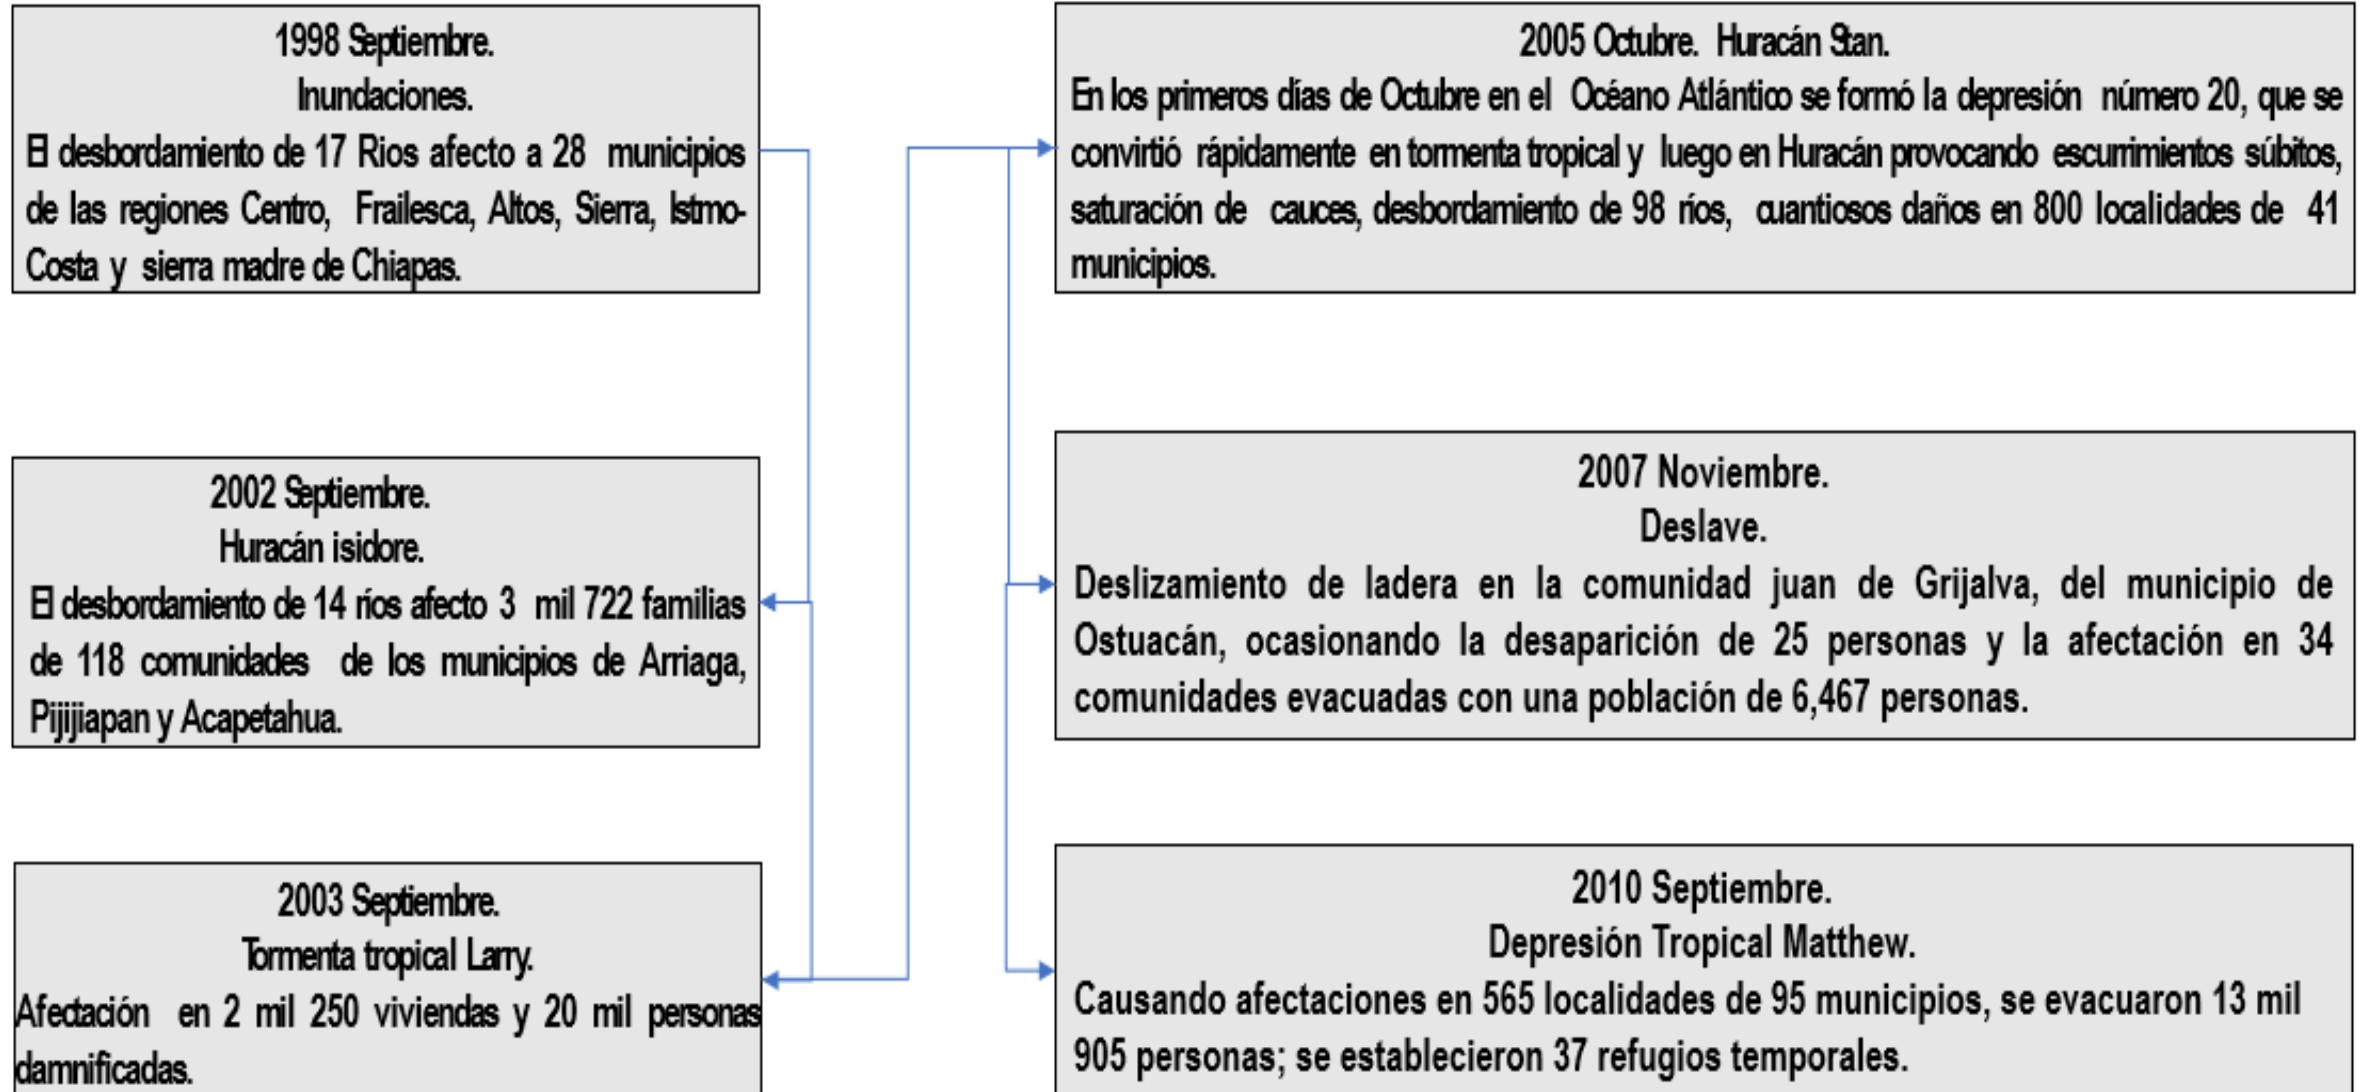 1998 Septiembre.
Inundaciones.
El desbordamiento de 17 Rios afecto a 28 municipios
de las regiones Centro, Frailesca, Altos, Sierra, Istmo-
Costa y sierra madre de Chiapas.
2002 Septiembre.
Huracán isidore.
El desbordamiento de 14 ríos afecto 3 mil 722 familias
de 118 comunidades de los municipios de Arriaga,
Pijijiapan y Acapetahua.
2003 Septiembre.
Tormenta tropical Larry.
Afectación en 2 mil 250 viviendas y 20 mil personas
damnificadas.
2005 Octubre. Huracán Stan.
En los primeros días de Octubre en el Océano Atlántico se formó la depresión número 20, que se
convirtió rápidamente en tormenta tropical y luego en Huracán provocando escurrimientos súbitos,
saturación de cauces, desbordamiento de 98 ríos, cuantiosos daños en 800 localidades de 41
municipios.
2007 Noviembre.
Deslave.
Deslizamiento de ladera en la comunidad juan de Grijalva, del municipio de
Ostuacán, ocasionando la desaparición de 25 personas y la afectación en 34
comunidades evacuadas con una población de 6,467 personas.
2010 Septiembre.
Depresión Tropical Matthew.
Causando afectaciones en 565 localidades de 95 municipios, se evacuaron 13 mil
905 personas; se establecieron 37 refugios temporales.